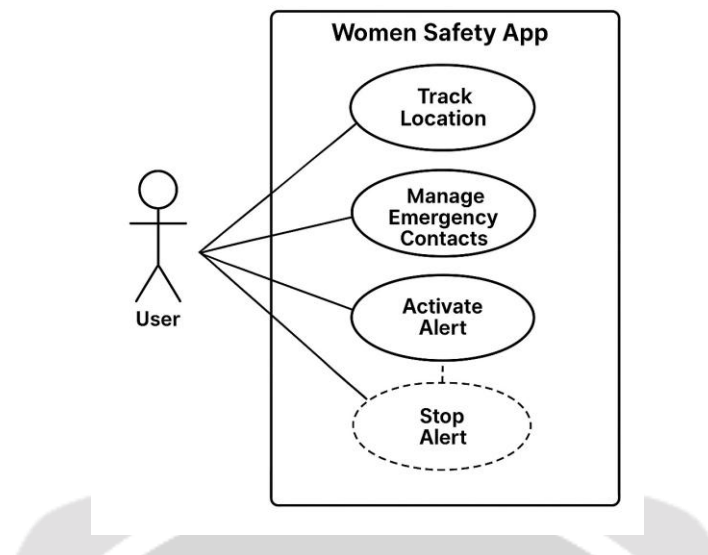 Women Safety App
Track
Location
Manage
Emergency
Contacts
Activate
Alert
User
Stop
Alert